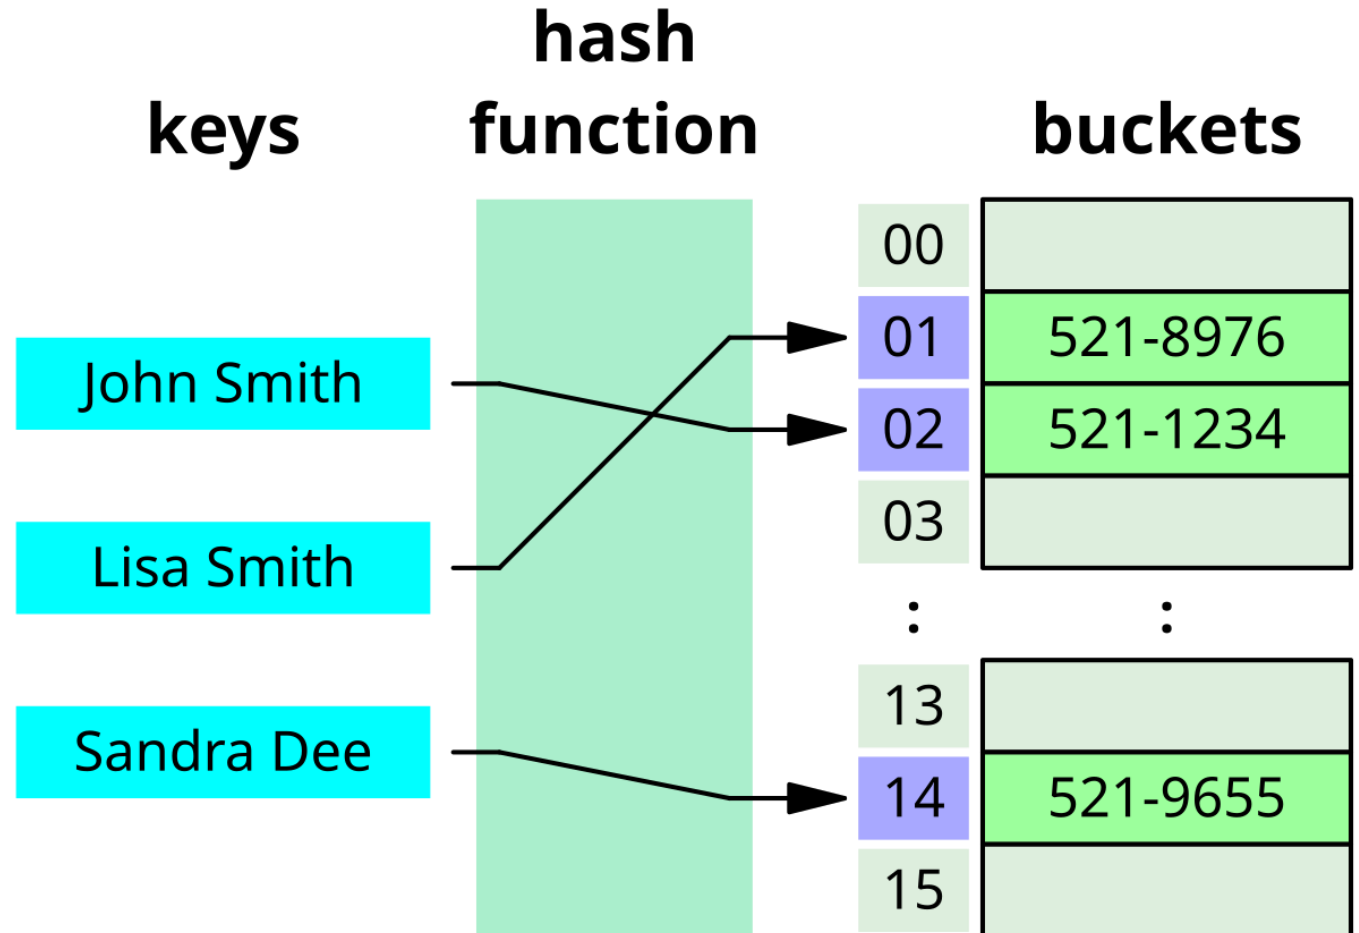 hash
keys function buckets
00
01 521-8976
John Smith
02 521-1234
03
Lisa Smith
: :
13
Sandra Dee
14 521-9655
15